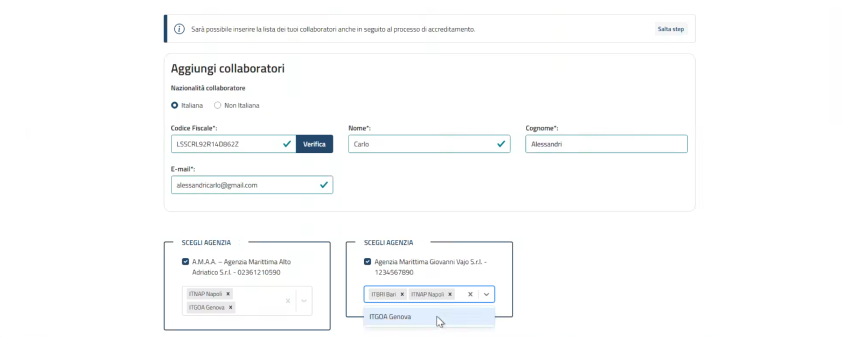 Sarà possibile inserire la lista dei tuoi collaboratori anche in seguito al processo di accreditamento.
Salta step
Aggiungi collaboratori
Nazionalità collaboratore
Italiana
Non Italiana
Codice Fiscale*:
Nome*:
Cognome*:
LSSCRL92R14D862Z
Verifica
Carlo
Alessandri
E-mail*:
alessandricarlo@gmail.com
SCEGLI AGENZIA
A.M.A.A. – Agenzia Marittima Alto
Adriatico S.r.l. - 02361210590
ITNAP Napoli
ITGOA Genova
SCEGLI AGENZIA
Agenzia Marittima Giovanni Vajo S.r.l. -
1234567890
ITBRI Bari
ITNAP Napoli
ITGOA Genova